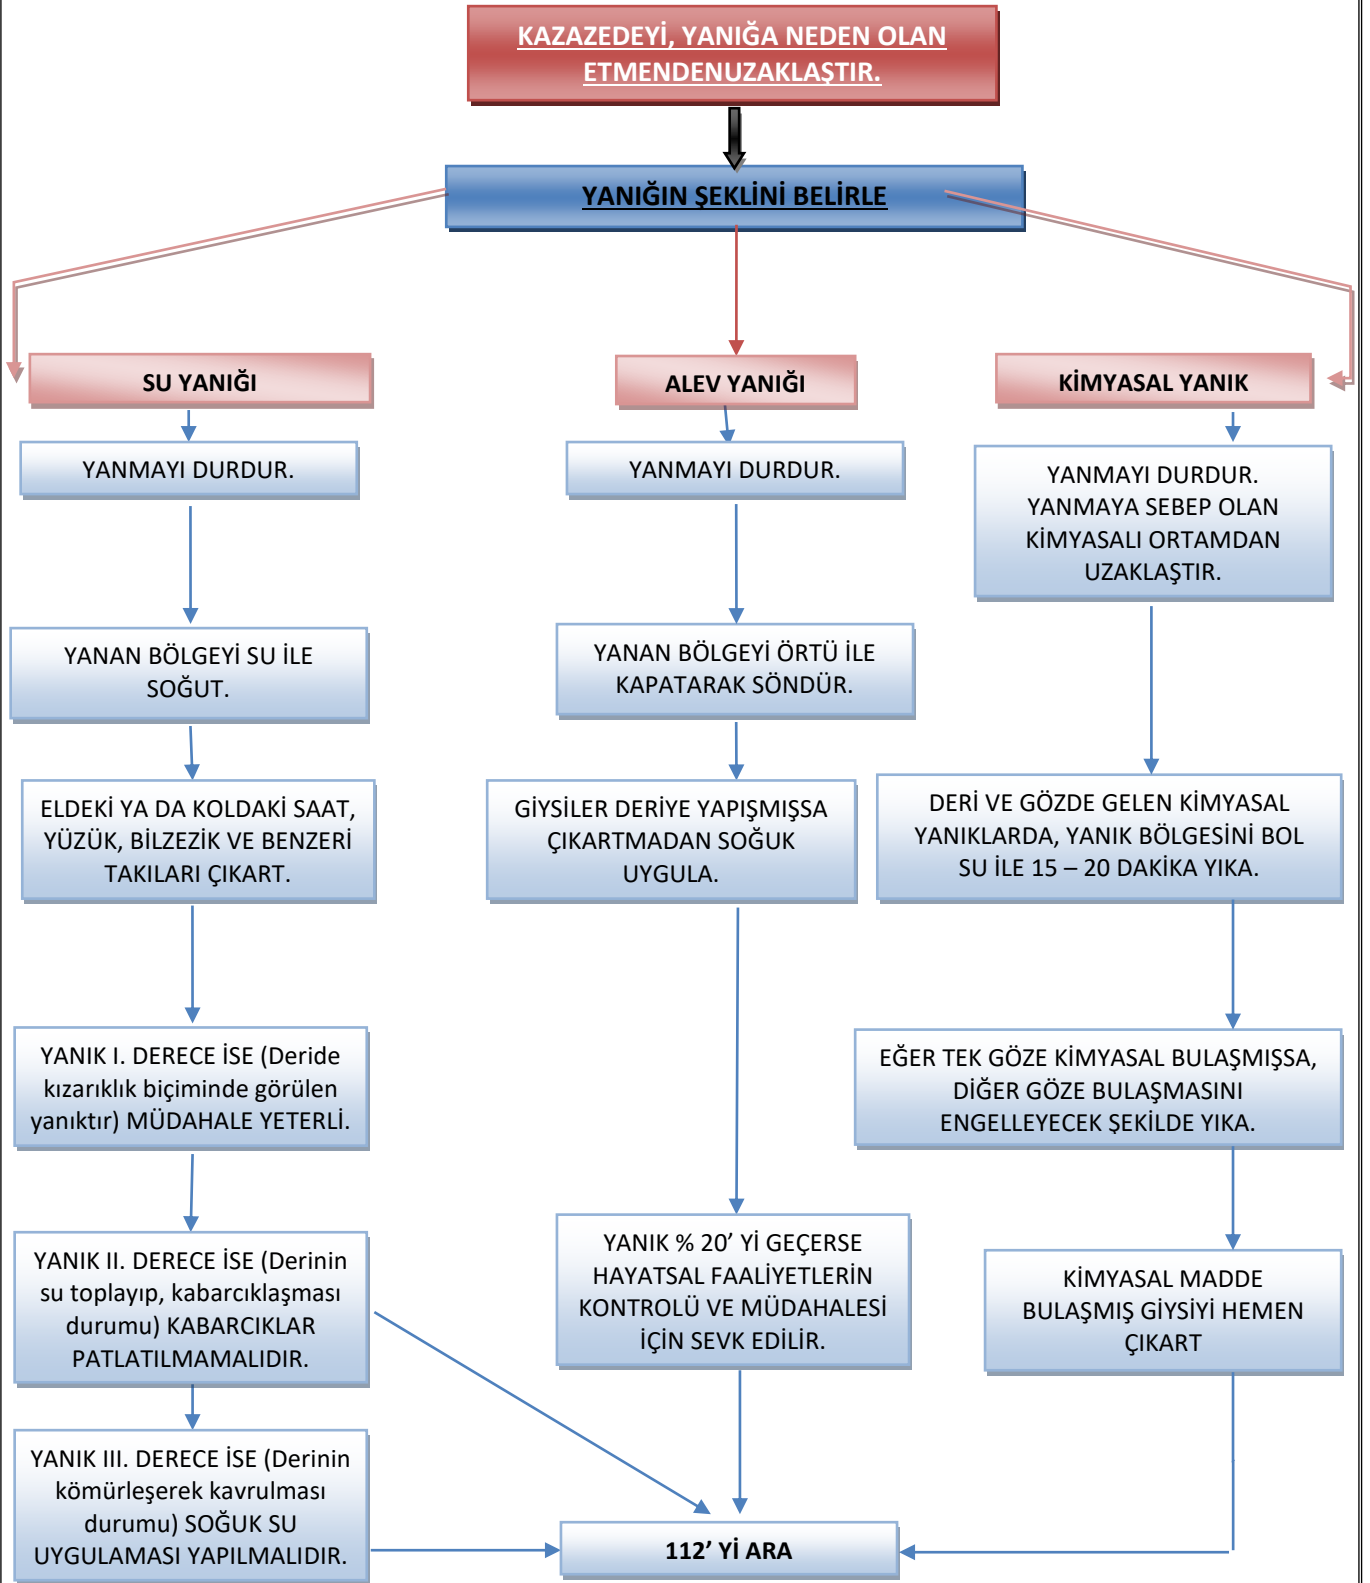 KAZAZEDEYİ, YANIĞA NEDEN OLAN
ETMENDENUZAKLAŞTIR.
YANIĞIN ŞEKLİNİ BELİRLE
SU YANIĞI
YANMAYI DURDUR.
YANAN BÖLGEYİ SU İLE
SOĞUT.
ELDEKİ YA DA KOLDAKİ SAAT,
YÜZÜK, BİLZEZİK VE BENZERİ
TAKILARI ÇIKART.
YANIK I. DERECE İSE (Deride
kızarıklık biçiminde görülen
yanıktır) MÜDAHALE YETERLİ.
YANIK II. DERECE İSE (Derinin
su toplayıp, kabarcıklaşması
durumu) KABARCIKLAR
PATLATILMAMALIDIR.
YANIK III. DERECE İSE (Derinin
kömürleşerek kavrulması
durumu) SOĞUK SU
UYGULAMASI YAPILMALIDIR.
ALEV YANIĞI
YANMAYI DURDUR.
YANAN BÖLGEYİ ÖRTÜ İLE
KAPATARAK SÖNDÜR.
GİYSİLER DERİYE YAPIŞMIŞSA
ÇIKARTMADAN SOĞUK
UYGULA.
YANIK % 20' Yİ GEÇERSE
HAYATSAL FAALİYETLERİN
KONTROLÜ VE MÜDAHALESİ
İÇİN SEVK EDİLİR.
KİMYASAL YANIK
YANMAYI DURDUR.
YANMAYA SEBEP OLAN
KİMYASALI ORTAMDAN
UZAKLAŞTIR.
DERİ VE GÖZDE GELEN KİMYASAL
YANIKLARDA, YANIK BÖLGESİNİ BOL
SU İLE 15 – 20 DAKİKA YIKA.
EĞER TEK GÖZE KİMYASAL BULAŞMIŞSA,
DİĞER GÖZE BULAŞMASINI
ENGELLEYECEK ŞEKİLDE YIKA.
KİMYASAL MADDE
BULAŞMIŞ GİYSİYİ HEMEN
ÇIKART
112' Yİ ARA